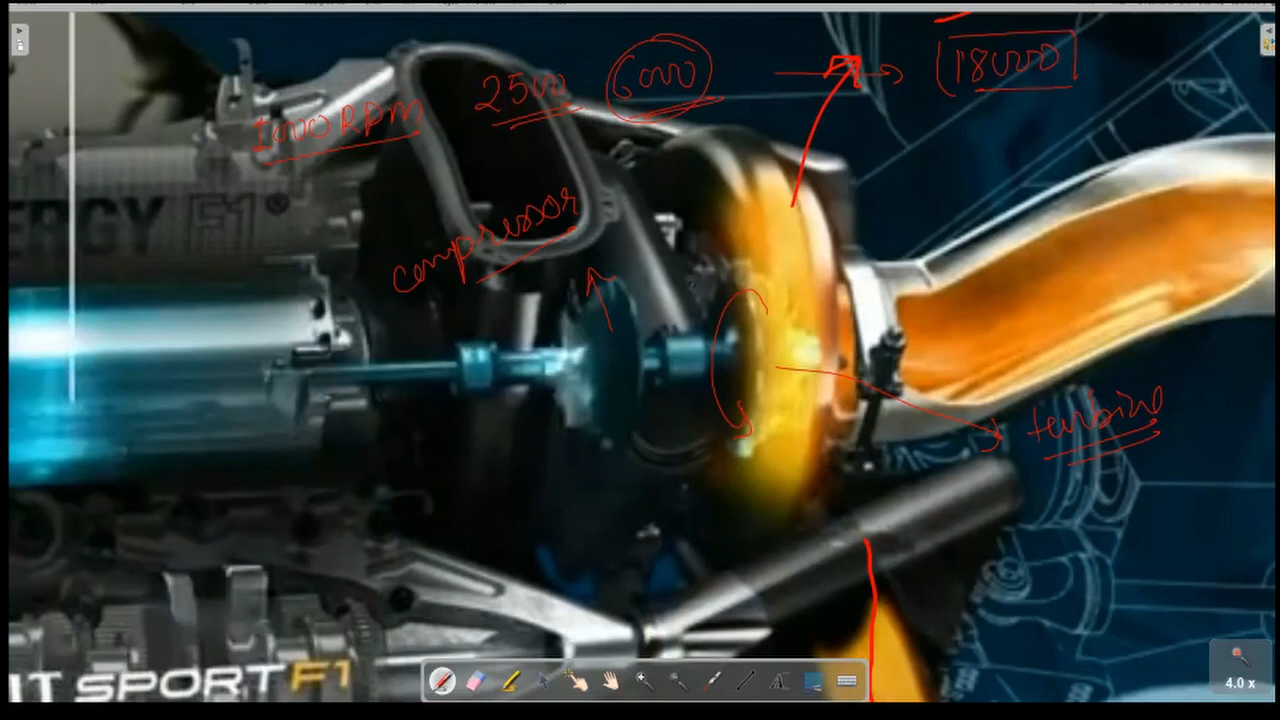 18000
2500 6000
1000 RPM
ERGY F1®
compressor
turbine
IT SPORT F1
4.0 x